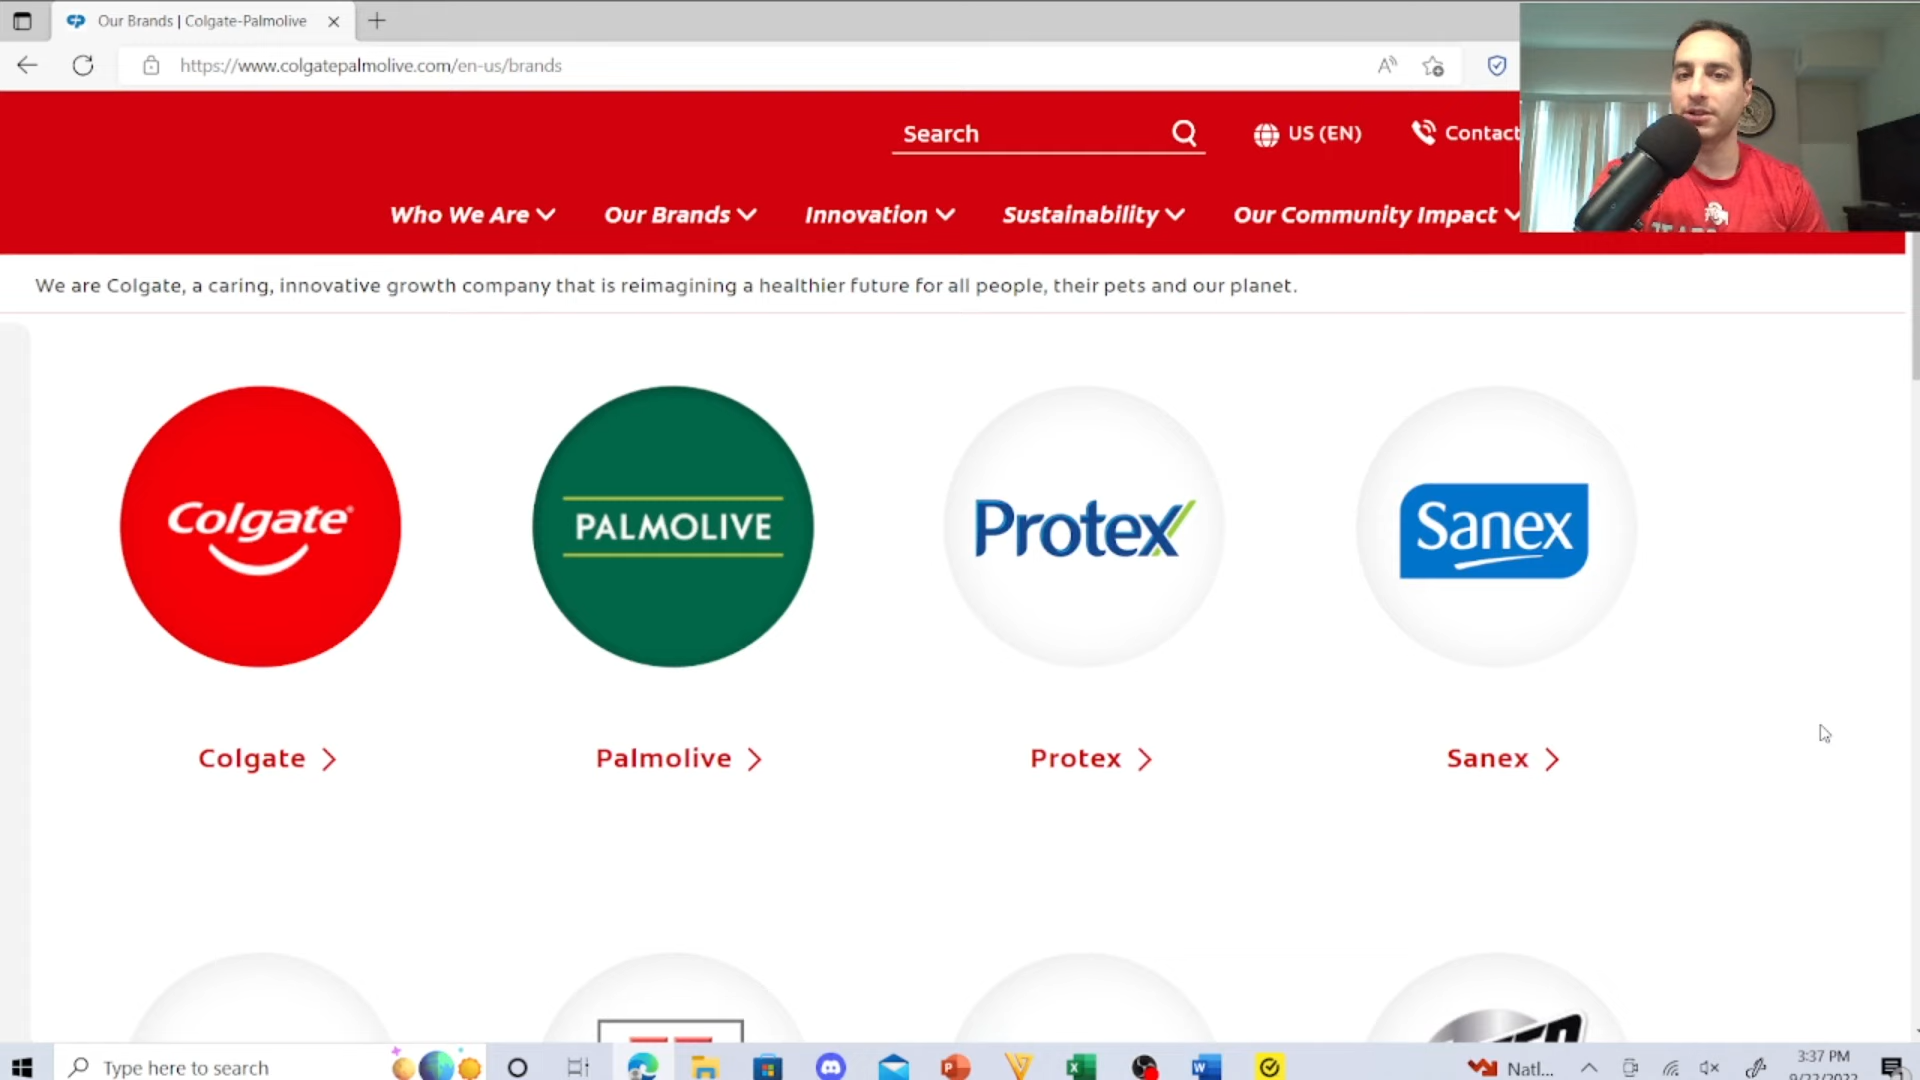 Our Brands | Colgate-Palmolive
https://www.colgatepalmolive.com/en-us/brands
Search
US (EN)
Contact
Who We Are
Our Brands
Innovation
Sustainability
Our Community Impact
We are Colgate, a caring, innovative growth company that is reimagining a healthier future for all people, their pets and our planet.
Colgate
PALMOLIVE
Protex
Sanex
Colgate
Palmolive
Protex
Sanex
Type here to search
Natl...
3:37 PM